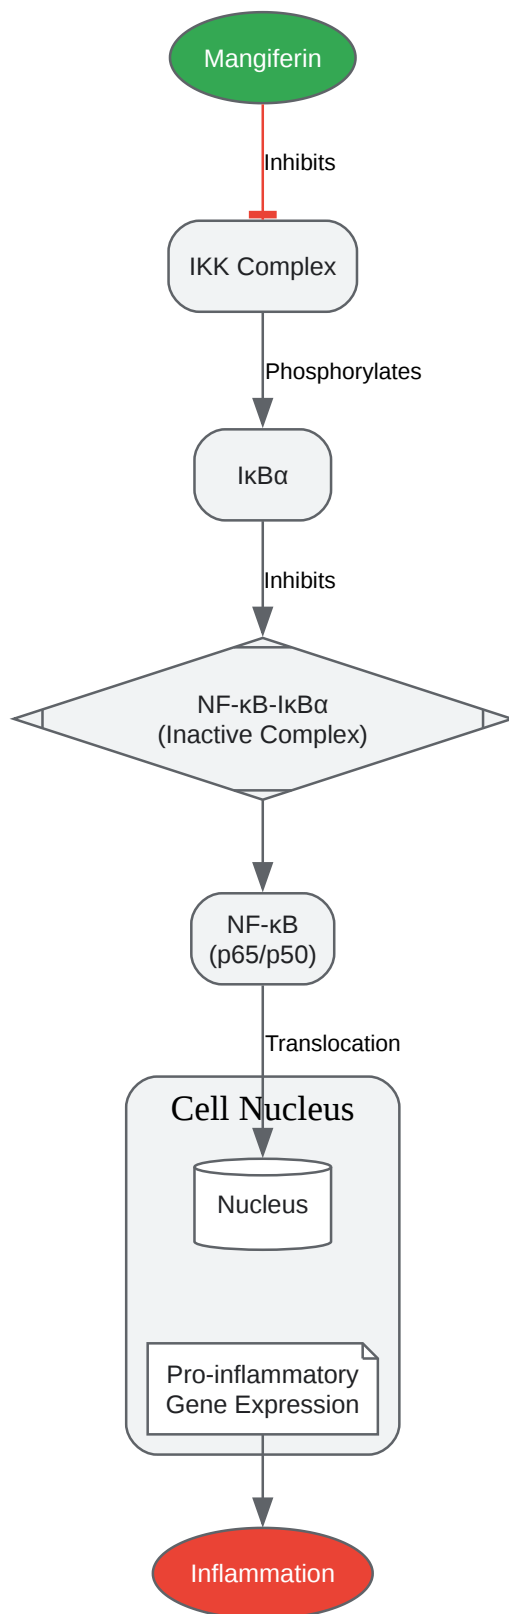 Mangiferin
Inhibits
IKK Complex
Phosphorylates
IκBα
Inhibits
NF-κB-IκBα
(Inactive Complex)
NF-κB
(p65/p50)
Translocation
Cell Nucleus
Nucleus
Pro-inflammatory
Gene Expression
Inflammation